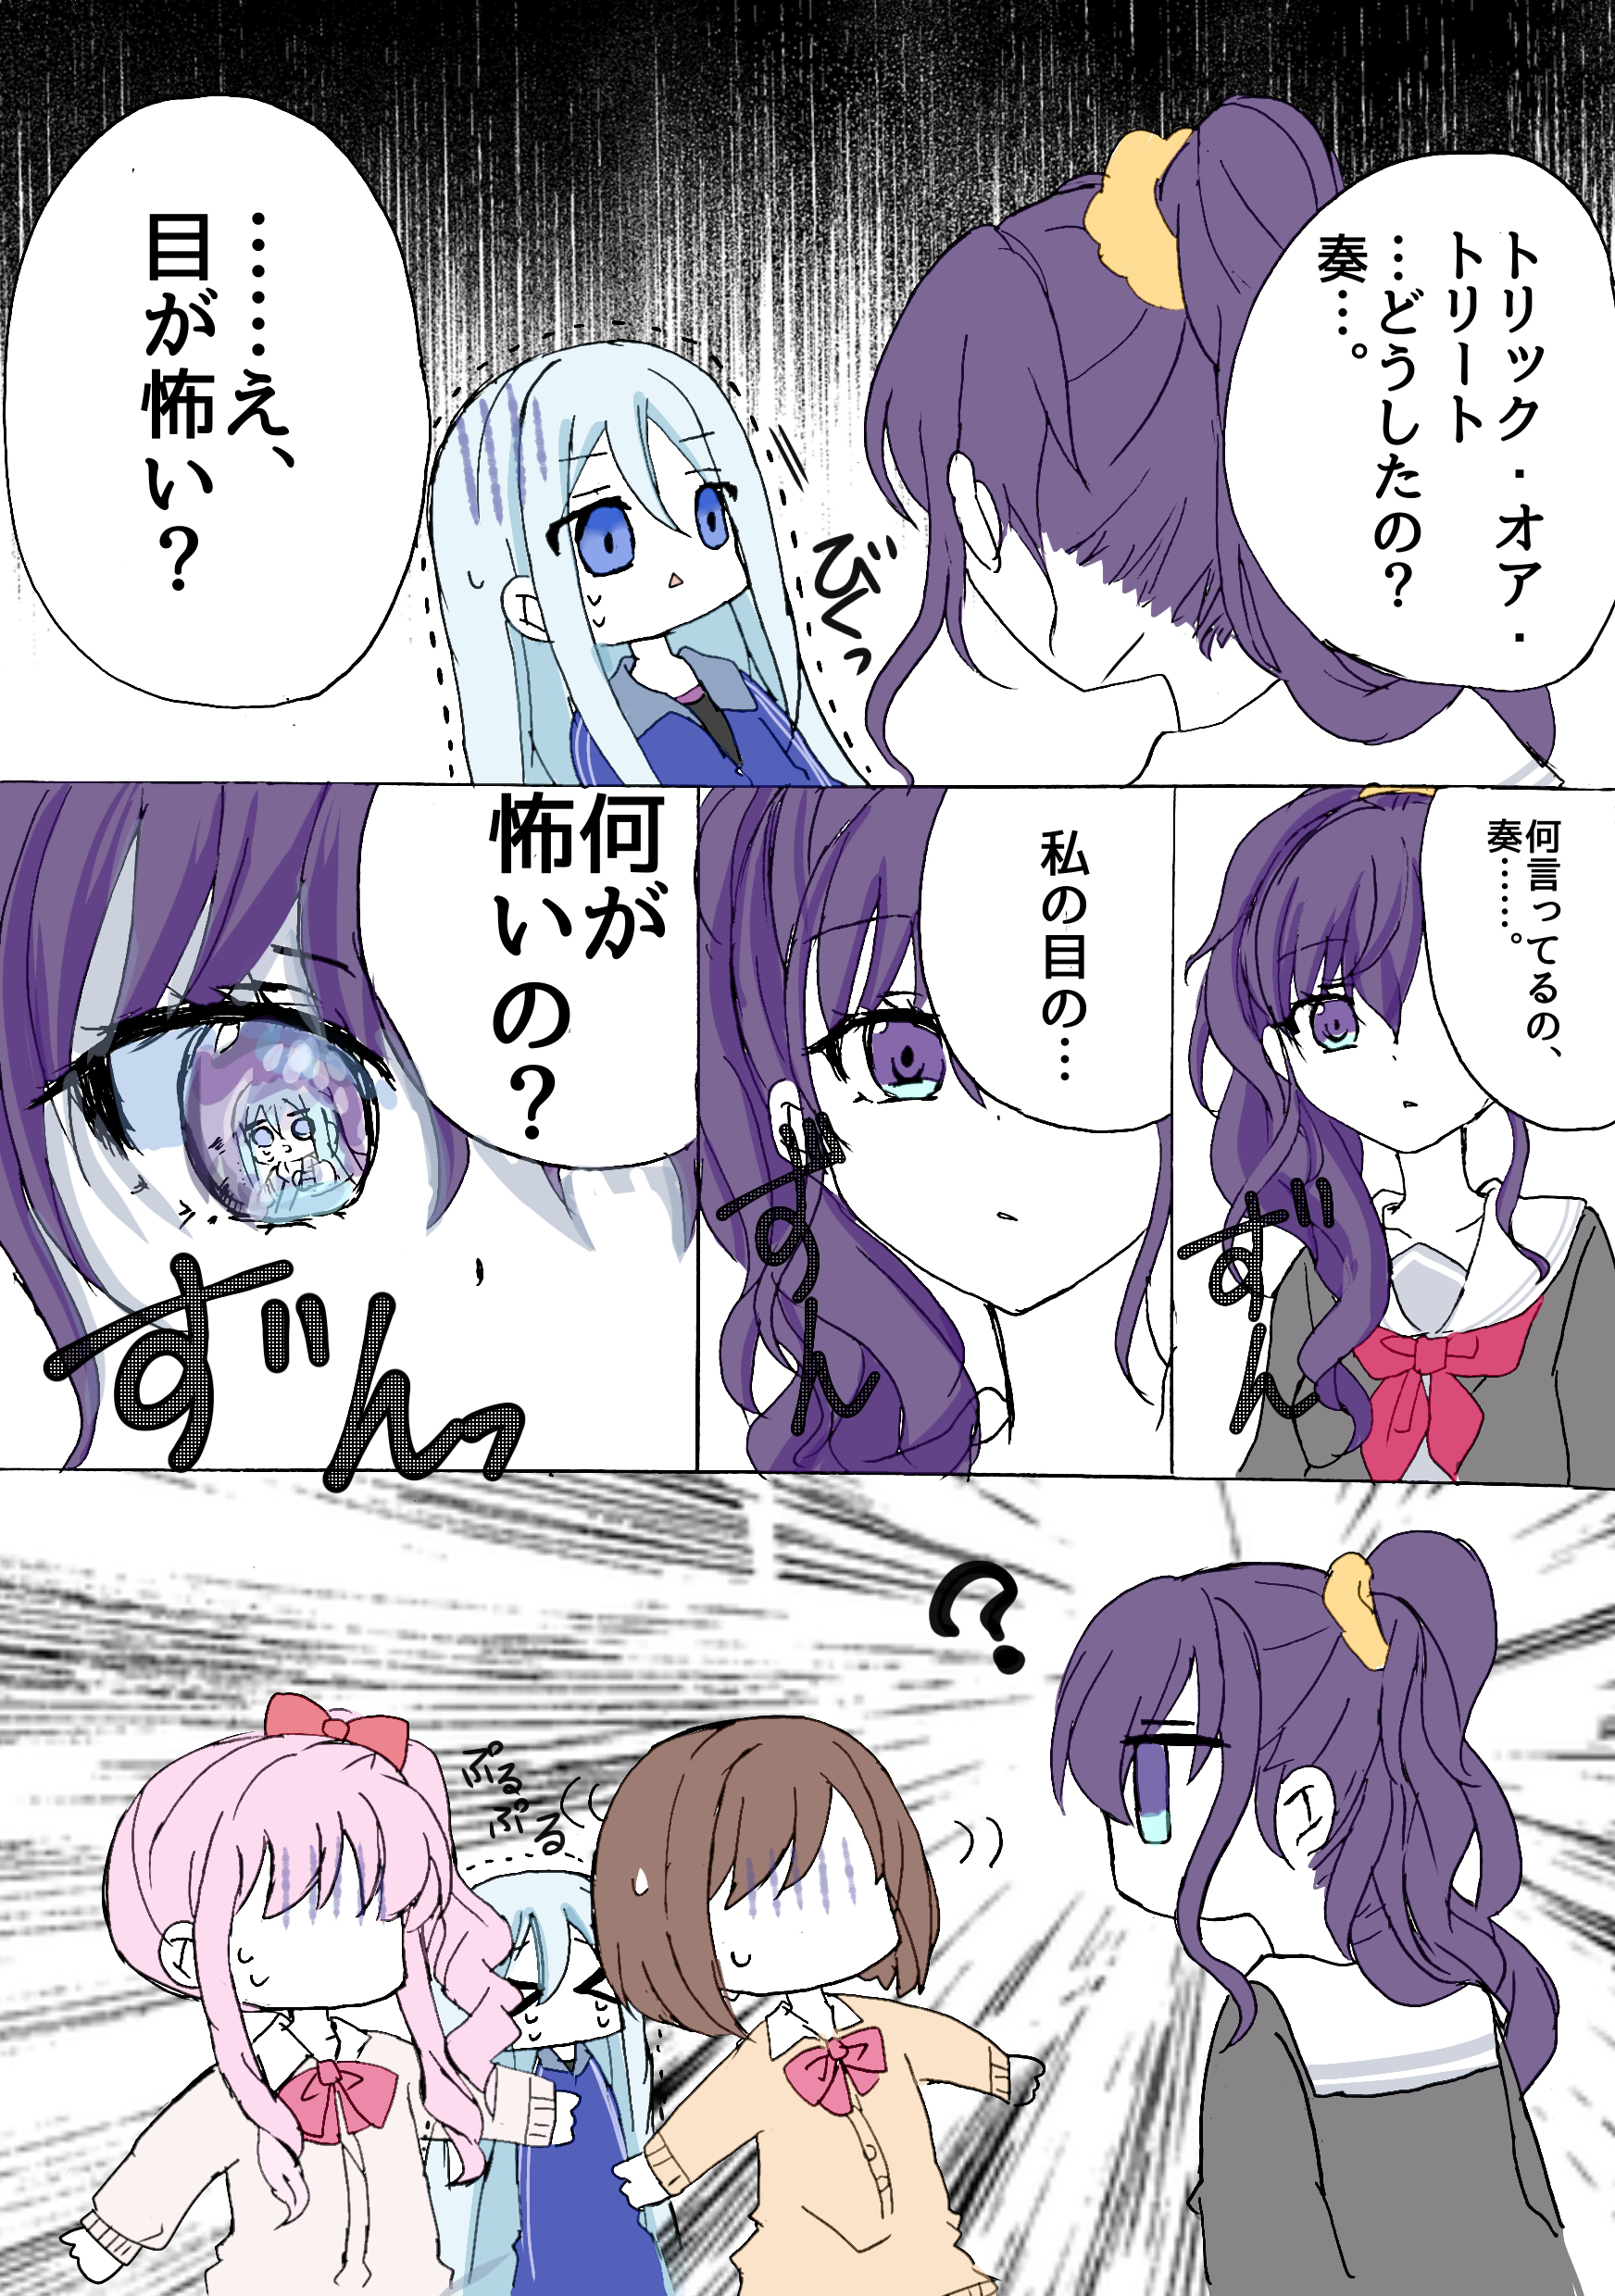 トリック・オア・
トリート
…どうしたの?
奏…。
びくっ
………え、
目が怖い?
何言ってるの、
奏……。
ずん
私の目の…
ずん
何が
怖いの?
ずんっ
?
ぷる
ぷる